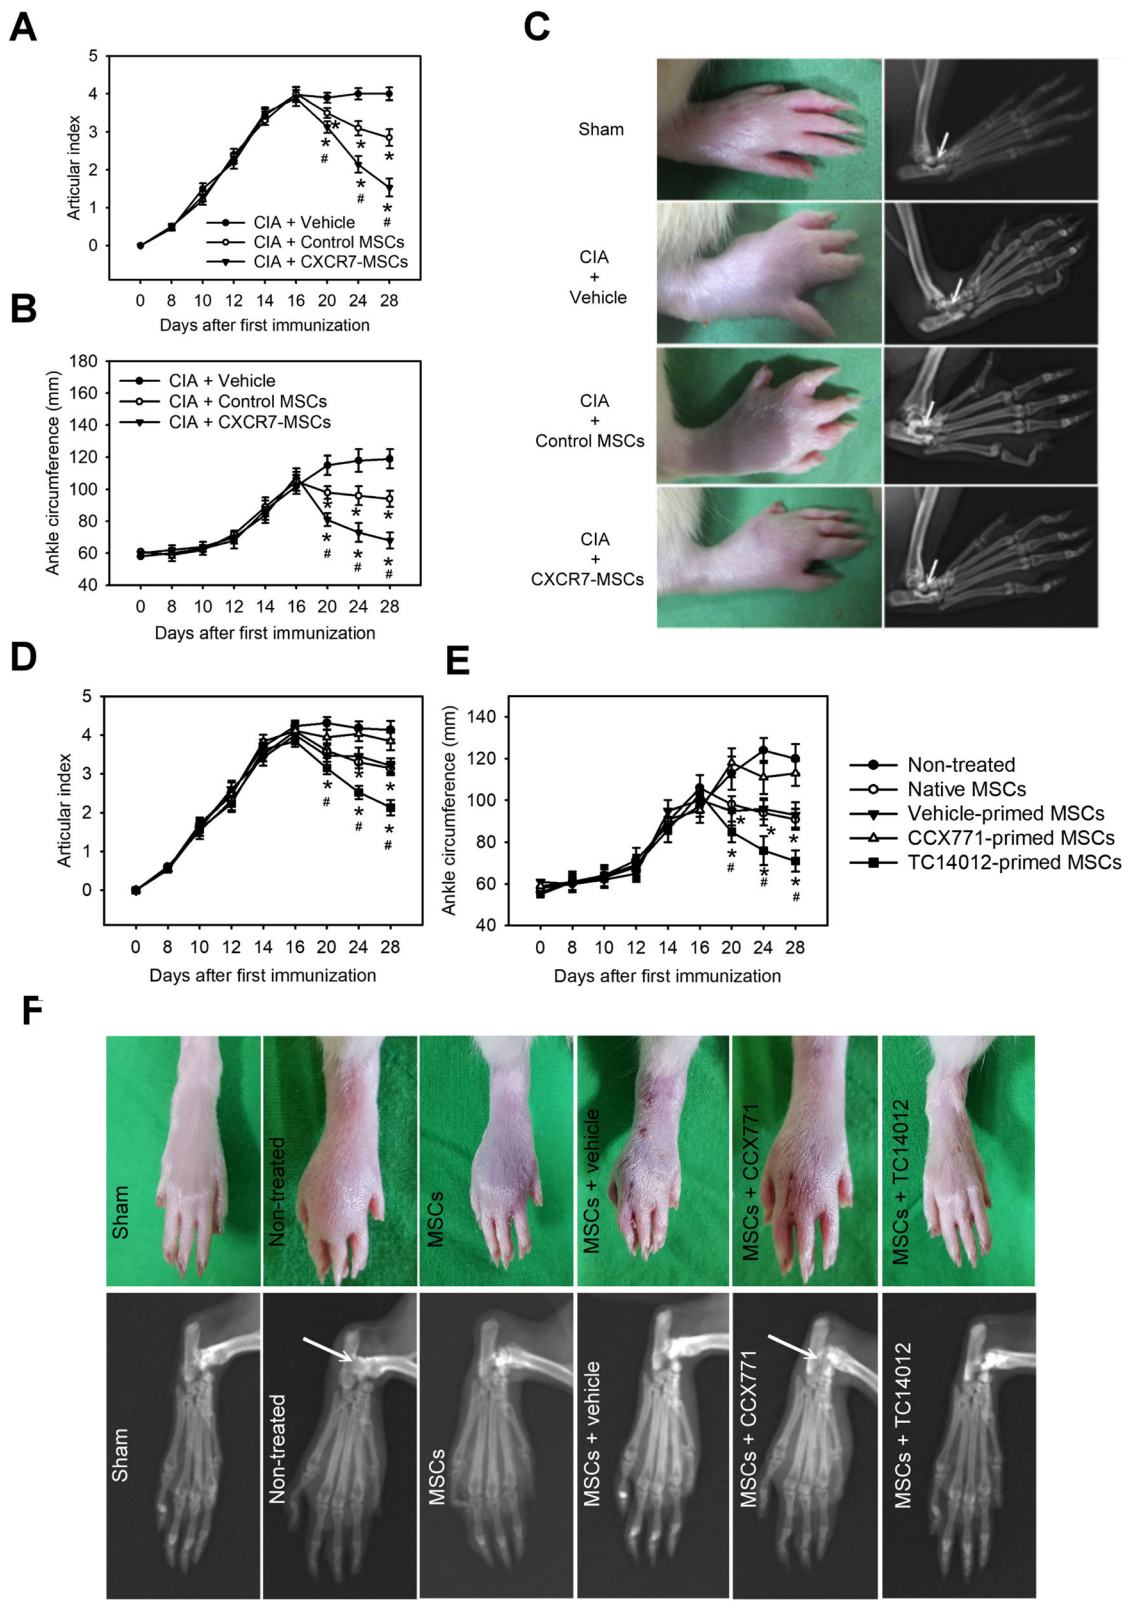 A
5
4
3
2
1
0
Articular index
* * *
* * *
# # #
CIA + Vehicle
CIA + Control MSCs
CIA + CXCR7-MSCs
0 8 10 12 14 16 20 24 28
Days after first immunization
B
180
160
140
120
100
80
60
40
Ankle circumference (mm)
CIA + Vehicle
CIA + Control MSCs
CIA + CXCR7-MSCs
* * *
* * *
# # #
0 8 10 12 14 16 20 24 28
Days after first immunization
C
Sham
CIA
+
Vehicle
CIA
+
Control MSCs
CIA
+
CXCR7-MSCs
D
5
4
3
2
1
0
Articular index
* *
* * *
# # #
0 8 10 12 14 16 20 24 28
Days after first immunization
E
140
120
100
80
60
40
Ankle circumference (mm)
* * *
* * *
# # #
0 8 10 12 14 16 20 24 28
Days after first immunization
Non-treated
Native MSCs
Vehicle-primed MSCs
CCX771-primed MSCs
TC14012-primed MSCs
F
Sham
Non-treated
MSCs
MSCs + vehicle
MSCs + CCX771
MSCs + TC14012
Sham
Non-treated
MSCs
MSCs + vehicle
MSCs + CCX771
MSCs + TC14012